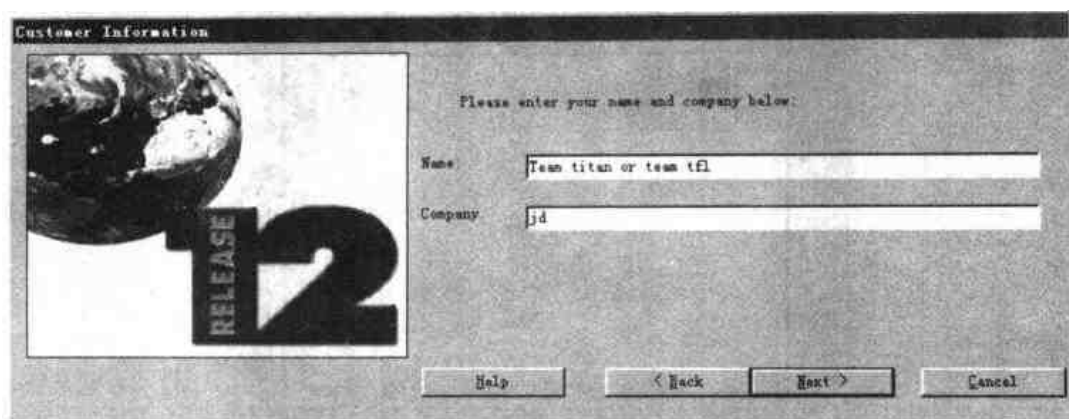 Customer Information
Please enter your name and company below:
Name
Team titan or team tfl
Company
jd
RELEASE
12
Help
< Back
Next >
Cancel